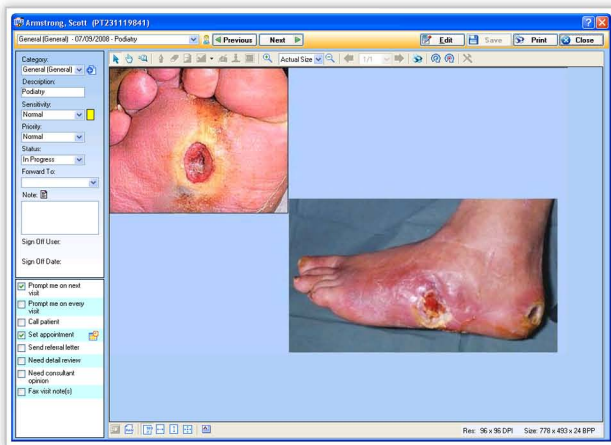 Armstrong, Scott (PTZ31119841)
General (General) - 07/09/2008 - Podiatry
Previous
Next
Edit
Save
Print
Close
Category:
General (General)
Description:
Podiatry
Sensitivity:
Normal
Priority:
Normal
Status:
In Progress
Forward To:
Note:
Sign Off User:
Sign Off Date:
Actual Size
1/1
Prompt me on next
visit
Prompt me on every
visit
Call patient
Set appointment
Send referral letter
Need detail review
Need consultant
opinion
Fax visit note(s)
Res: 96 x 96 DPI
Size: 778 x 493 x 24 BPP